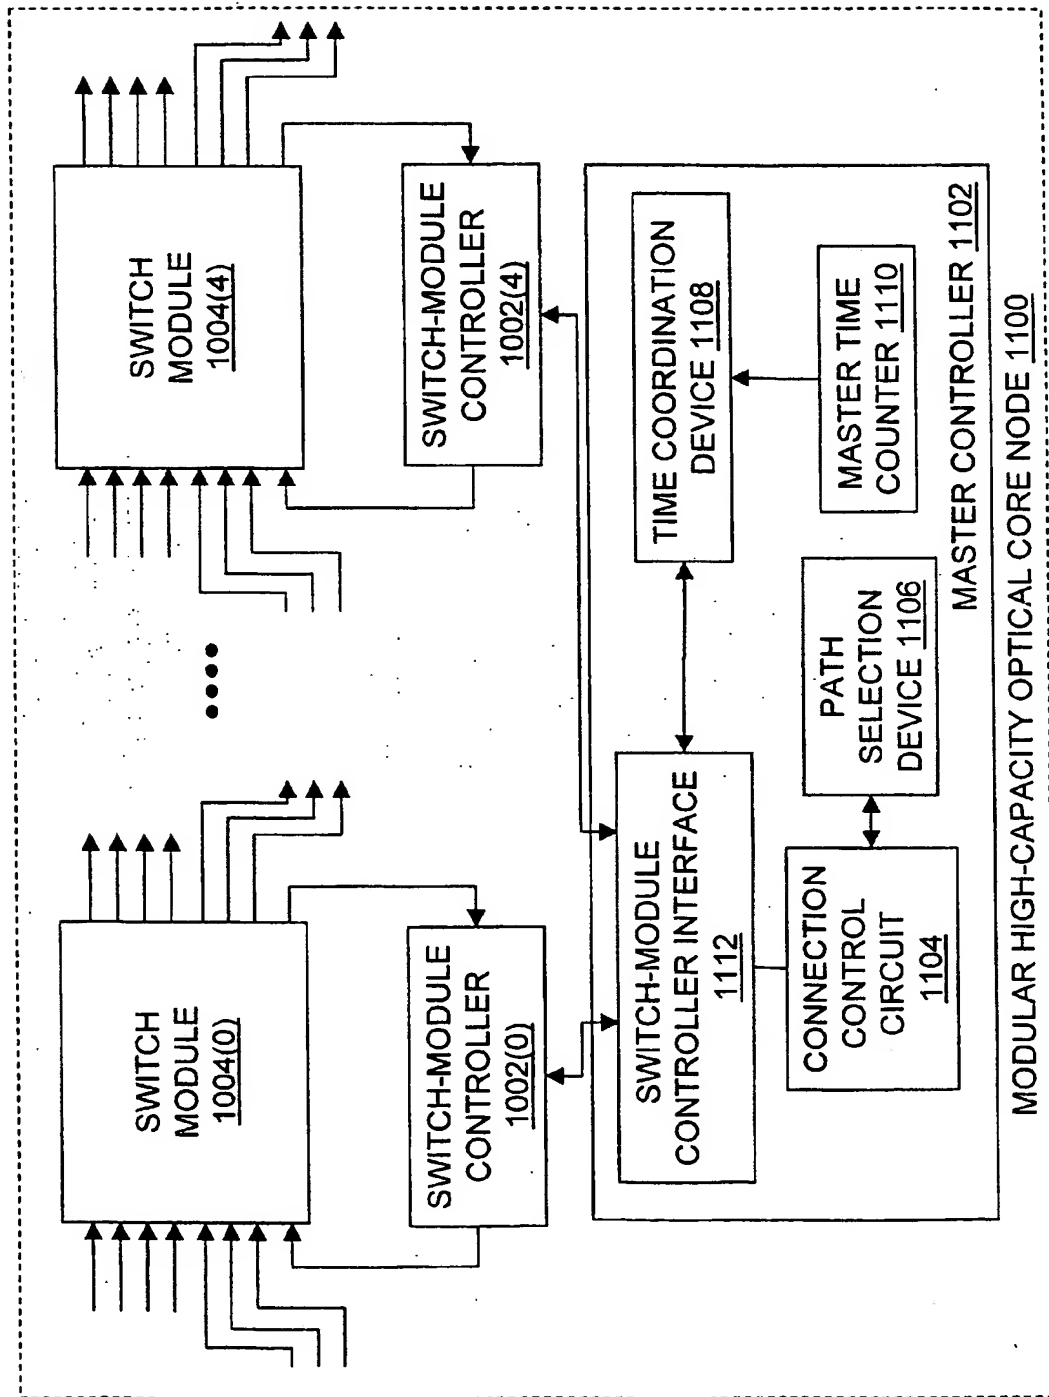 SWITCH
MODULE
1004(0)
SWITCH
MODULE
1004(4)
SWITCH-MODULE
CONTROLLER
1002(0)
SWITCH-MODULE
CONTROLLER
1002(4)
SWITCH-MODULE
CONTROLLER INTERFACE
1112
TIME COORDINATION
DEVICE 1108
CONNECTION
CONTROL
CIRCUIT
1104
PATH
SELECTION
DEVICE 1106
MASTER TIME
COUNTER 1110
MASTER CONTROLLER 1102
MODULAR HIGH-CAPACITY OPTICAL CORE NODE 1100